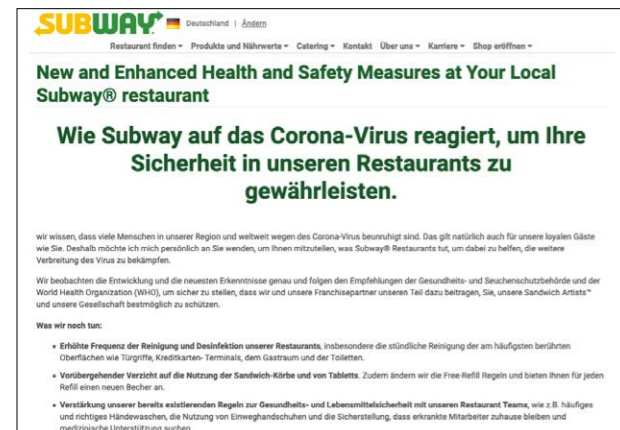 SUBWAY Deutschland | Ändern
Restaurant finden Produkte und Nährwerte Catering Kontakt Über uns Karriere Shop eröffnen
New and Enhanced Health and Safety Measures at Your Local
Subway® restaurant
Wie Subway auf das Corona-Virus reagiert, um Ihre
Sicherheit in unseren Restaurants zu
gewährleisten.
wir wissen, dass viele Menschen in unserer Region und weltweit wegen des Corona-Virus beunruhigt sind. Das gilt natürlich auch für unsere loyalen Gäste
wie Sie. Deshalb möchte ich mich persönlich an Sie wenden, um Ihnen mitzuteilen, was Subway® Restaurants tut, um dabei zu helfen, die weitere
Verbreitung des Virus zu bekämpfen.
Wir beobachten die Entwicklung und die neuesten Erkenntnisse genau und folgen den Empfehlungen der Gesundheits- und Seuchenschutzbehörde und der
World Health Organization (WHO), um sicher zu stellen, dass wir und unsere Franchisepartner unseren Teil dazu beitragen, Sie, unsere Sandwich Artists™
und unsere Gesellschaft bestmöglich zu schützen.
Was wir noch tun:
• Erhöhte Frequenz der Reinigung und Desinfektion unserer Restaurants, insbesondere die stündliche Reinigung der am häufigsten berührten
Oberflächen wie Türgriffe, Kreditkarten- Terminals, dem Gastraum und der Toiletten.
• Vorübergehender Verzicht auf die Nutzung der Sandwich-Körbe und von Tabletts. Zudem ändern wir die Free-Refill Regeln und bieten Ihnen für jeden
Refill einen neuen Becher an.
• Verstärkung unserer bereits existierenden Regeln zur Gesundheits- und Lebensmittelsicherheit mit unseren Restaurant Teams, wie z.B. häufiges
und richtiges Händewaschen, die Nutzung von Einweghandschuhen und die Sicherstellung, dass erkrankte Mitarbeiter zuhause bleiben und
medizinische Unterstützung suchen.